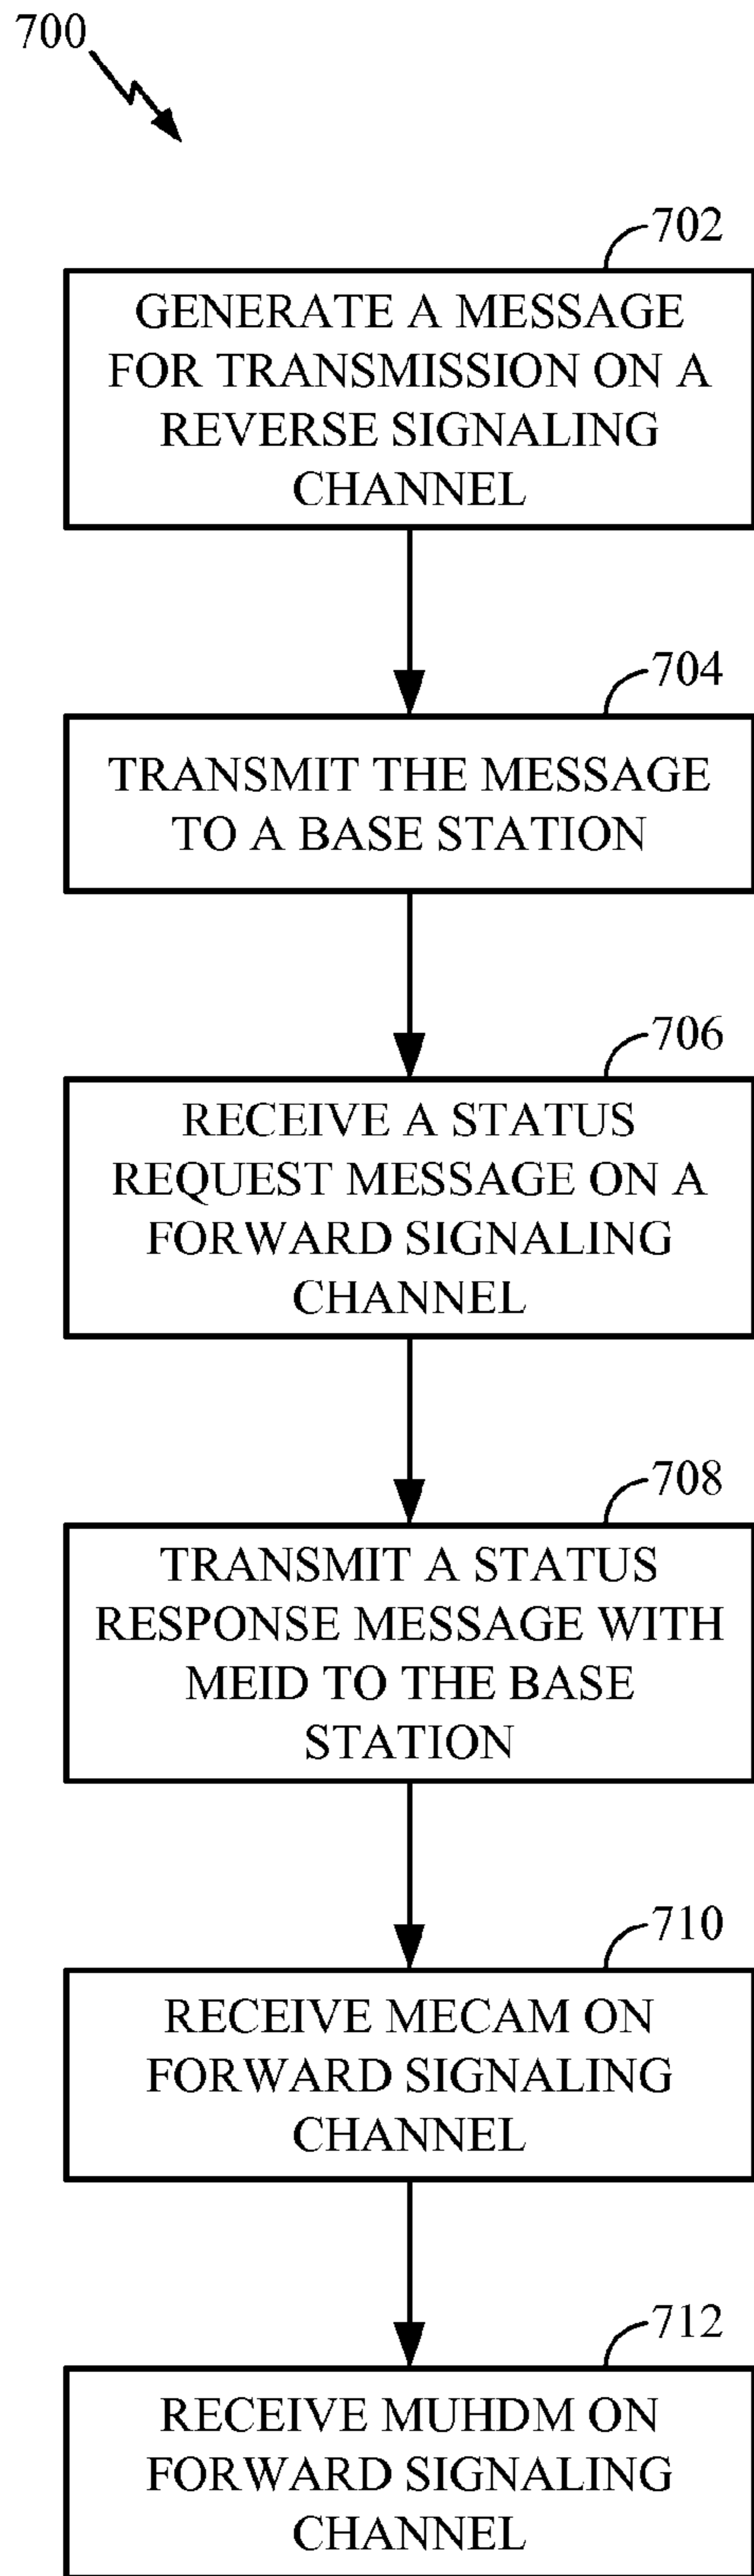 700
702
GENERATE A MESSAGE
FOR TRANSMISSION ON A
REVERSE SIGNALING
CHANNEL
704
TRANSMIT THE MESSAGE
TO A BASE STATION
706
RECEIVE A STATUS
REQUEST MESSAGE ON A
FORWARD SIGNALING
CHANNEL
708
TRANSMIT A STATUS
RESPONSE MESSAGE WITH
MEID TO THE BASE
STATION
710
RECEIVE MECAM ON
FORWARD SIGNALING
CHANNEL
712
RECEIVE MUHDM ON
FORWARD SIGNALING
CHANNEL